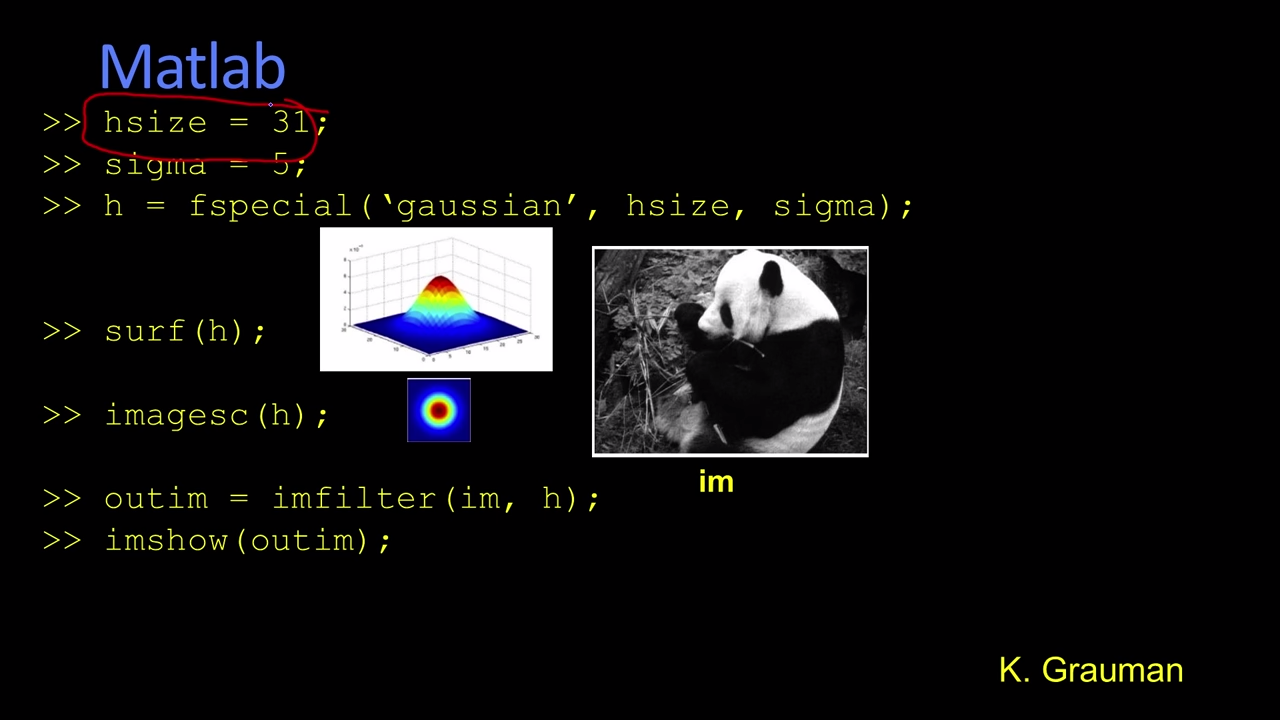 Matlab
>> hsize = 31;
>> sigma = 5;
>> h = fspecial(‘gaussian’, hsize, sigma);
>> surf(h);
>> imagesc(h);
im
>> outim = imfilter(im, h);
>> imshow(outim);
K. Grauman